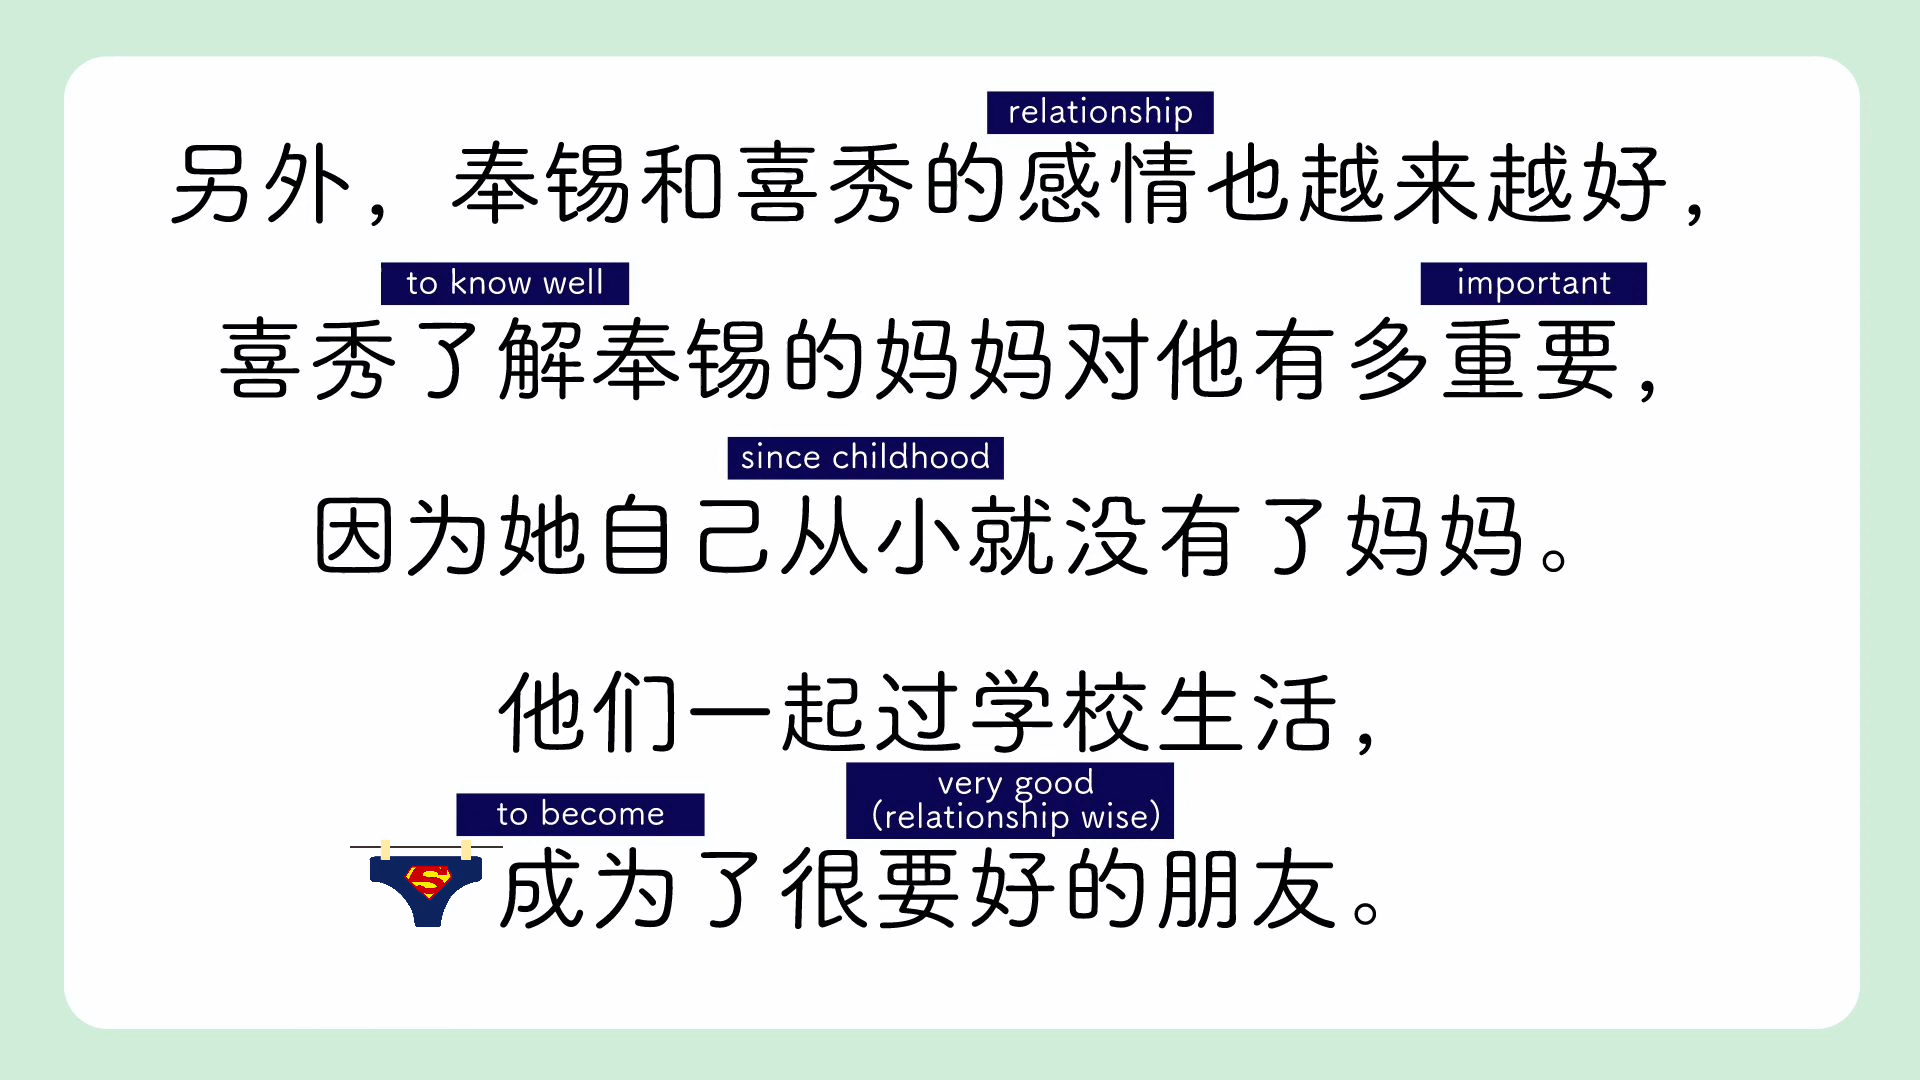 relationship
另外，奉锡和喜秀的感情也越来越好，
to know well
important
喜秀了解奉锡的妈妈对他有多重要，
since childhood
因为她自己从小就没有了妈妈。
他们一起过学校生活，
to become
very good
(relationship wise)
S
成为了很要好的朋友。